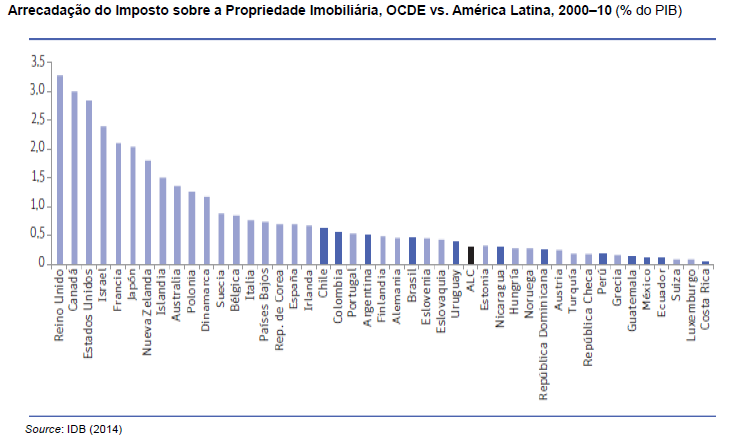 Arrecadação do Imposto sobre a Propriedade Imobiliária, OCDE vs. América Latina, 2000–10 (% do PIB)
3,5
3,0
2,5
2,0
1,5
1,0
0,5
0
Reino Unido
Canadá
Estados Unidos
Israel
Francia
Japón
Nueva Zelanda
Islandia
Australia
Polonia
Dinamarca
Suecia
Bélgica
Italia
Países Bajos
Rep. de Corea
España
Irlanda
Chile
Colombia
Portugal
Argentina
Finlandia
Alemania
Brasil
Eslovenia
Eslovaquia
Uruguay
ALC
Estonia
Nicaragua
Hungría
Noruega
República Dominicana
Austria
Turquía
República Checa
Perú
Grecia
Guatemala
México
Ecuador
Suiza
Luxemburgo
Costa Rica
Source: IDB (2014)